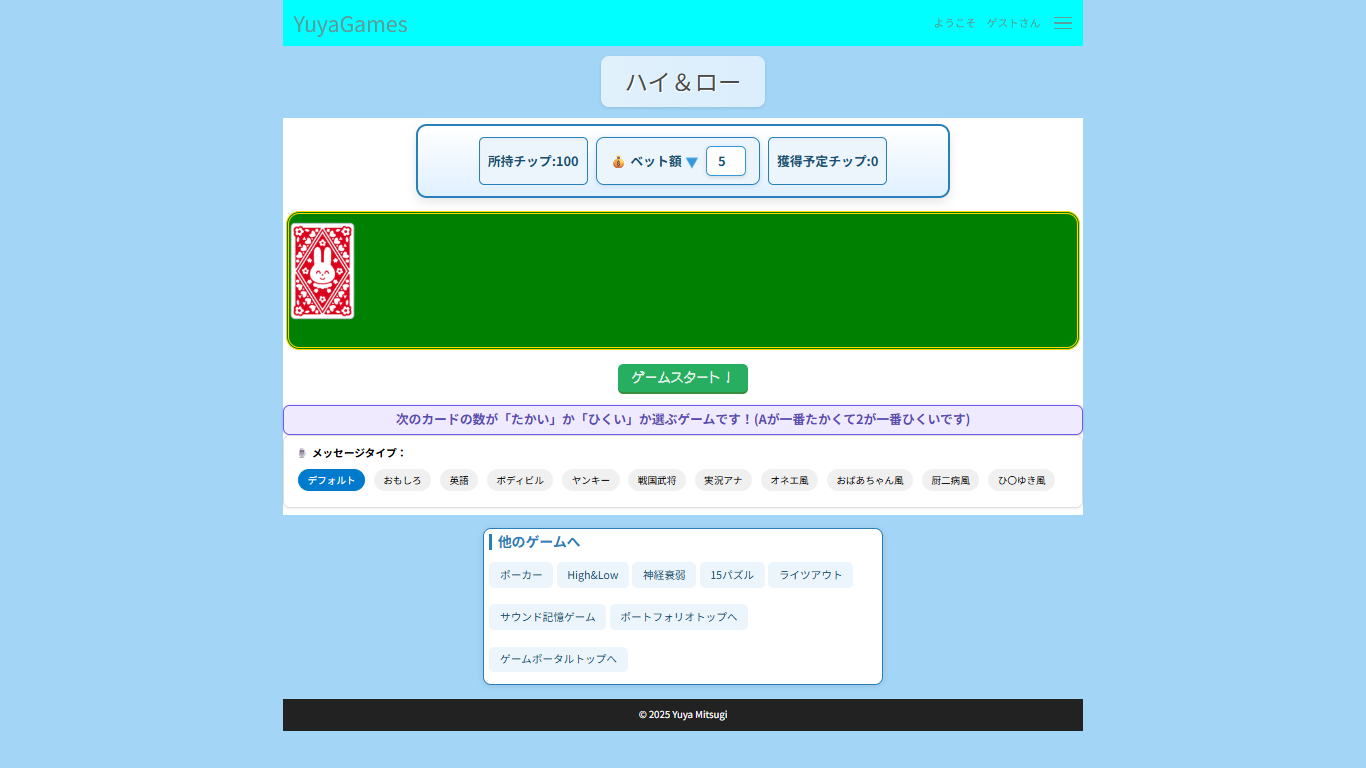 YuyaGames
ようこそ ゲストさん
ハイ＆ロー
所持チップ:100
💰 ベット額 5
獲得予定チップ:0
ゲームスタート！
次のカードの数が「たかい」か「ひくい」か選ぶゲームです！(Aが一番たかくて2が一番ひくいです)
メッセージタイプ：
デフォルト おもしろ 英語 ボディビル ヤンキー 戦国武将 実況アナ オネエ風 おばあちゃん風 厨二病風 ひ〇ゆき風
他のゲームへ
ポーカー High&Low 神経衰弱 15パズル ライツアウト
サウンド記憶ゲーム ポートフォリオトップへ
ゲームポータルトップへ
© 2025 Yuya Mitsugi